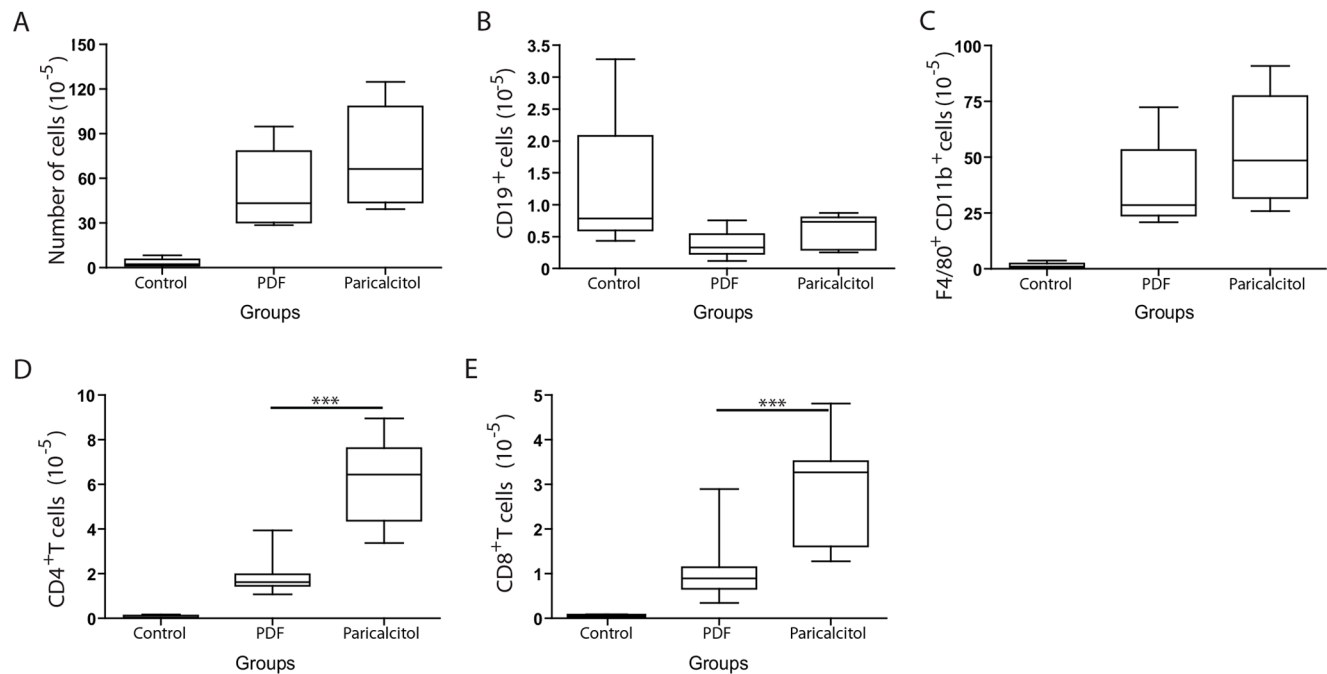 A
Number of cells (10⁻⁵)
150
120
90
60
30
0
Control
PDF
Paricalcitol
Groups
B
CD19⁺ cells (10⁻⁵)
3.5
3.0
2.5
2.0
1.5
1.0
0.5
0
Control
PDF
Paricalcitol
Groups
C
F4/80⁺ CD11b⁺ cells (10⁻⁵)
100
75
50
25
0
Control
PDF
Paricalcitol
Groups
D
CD4⁺T cells (10⁻⁵)
10
8
6
4
2
0
***
Control
PDF
Paricalcitol
Groups
E
CD8⁺T cells (10⁻⁵)
5
4
3
2
1
0
***
Control
PDF
Paricalcitol
Groups